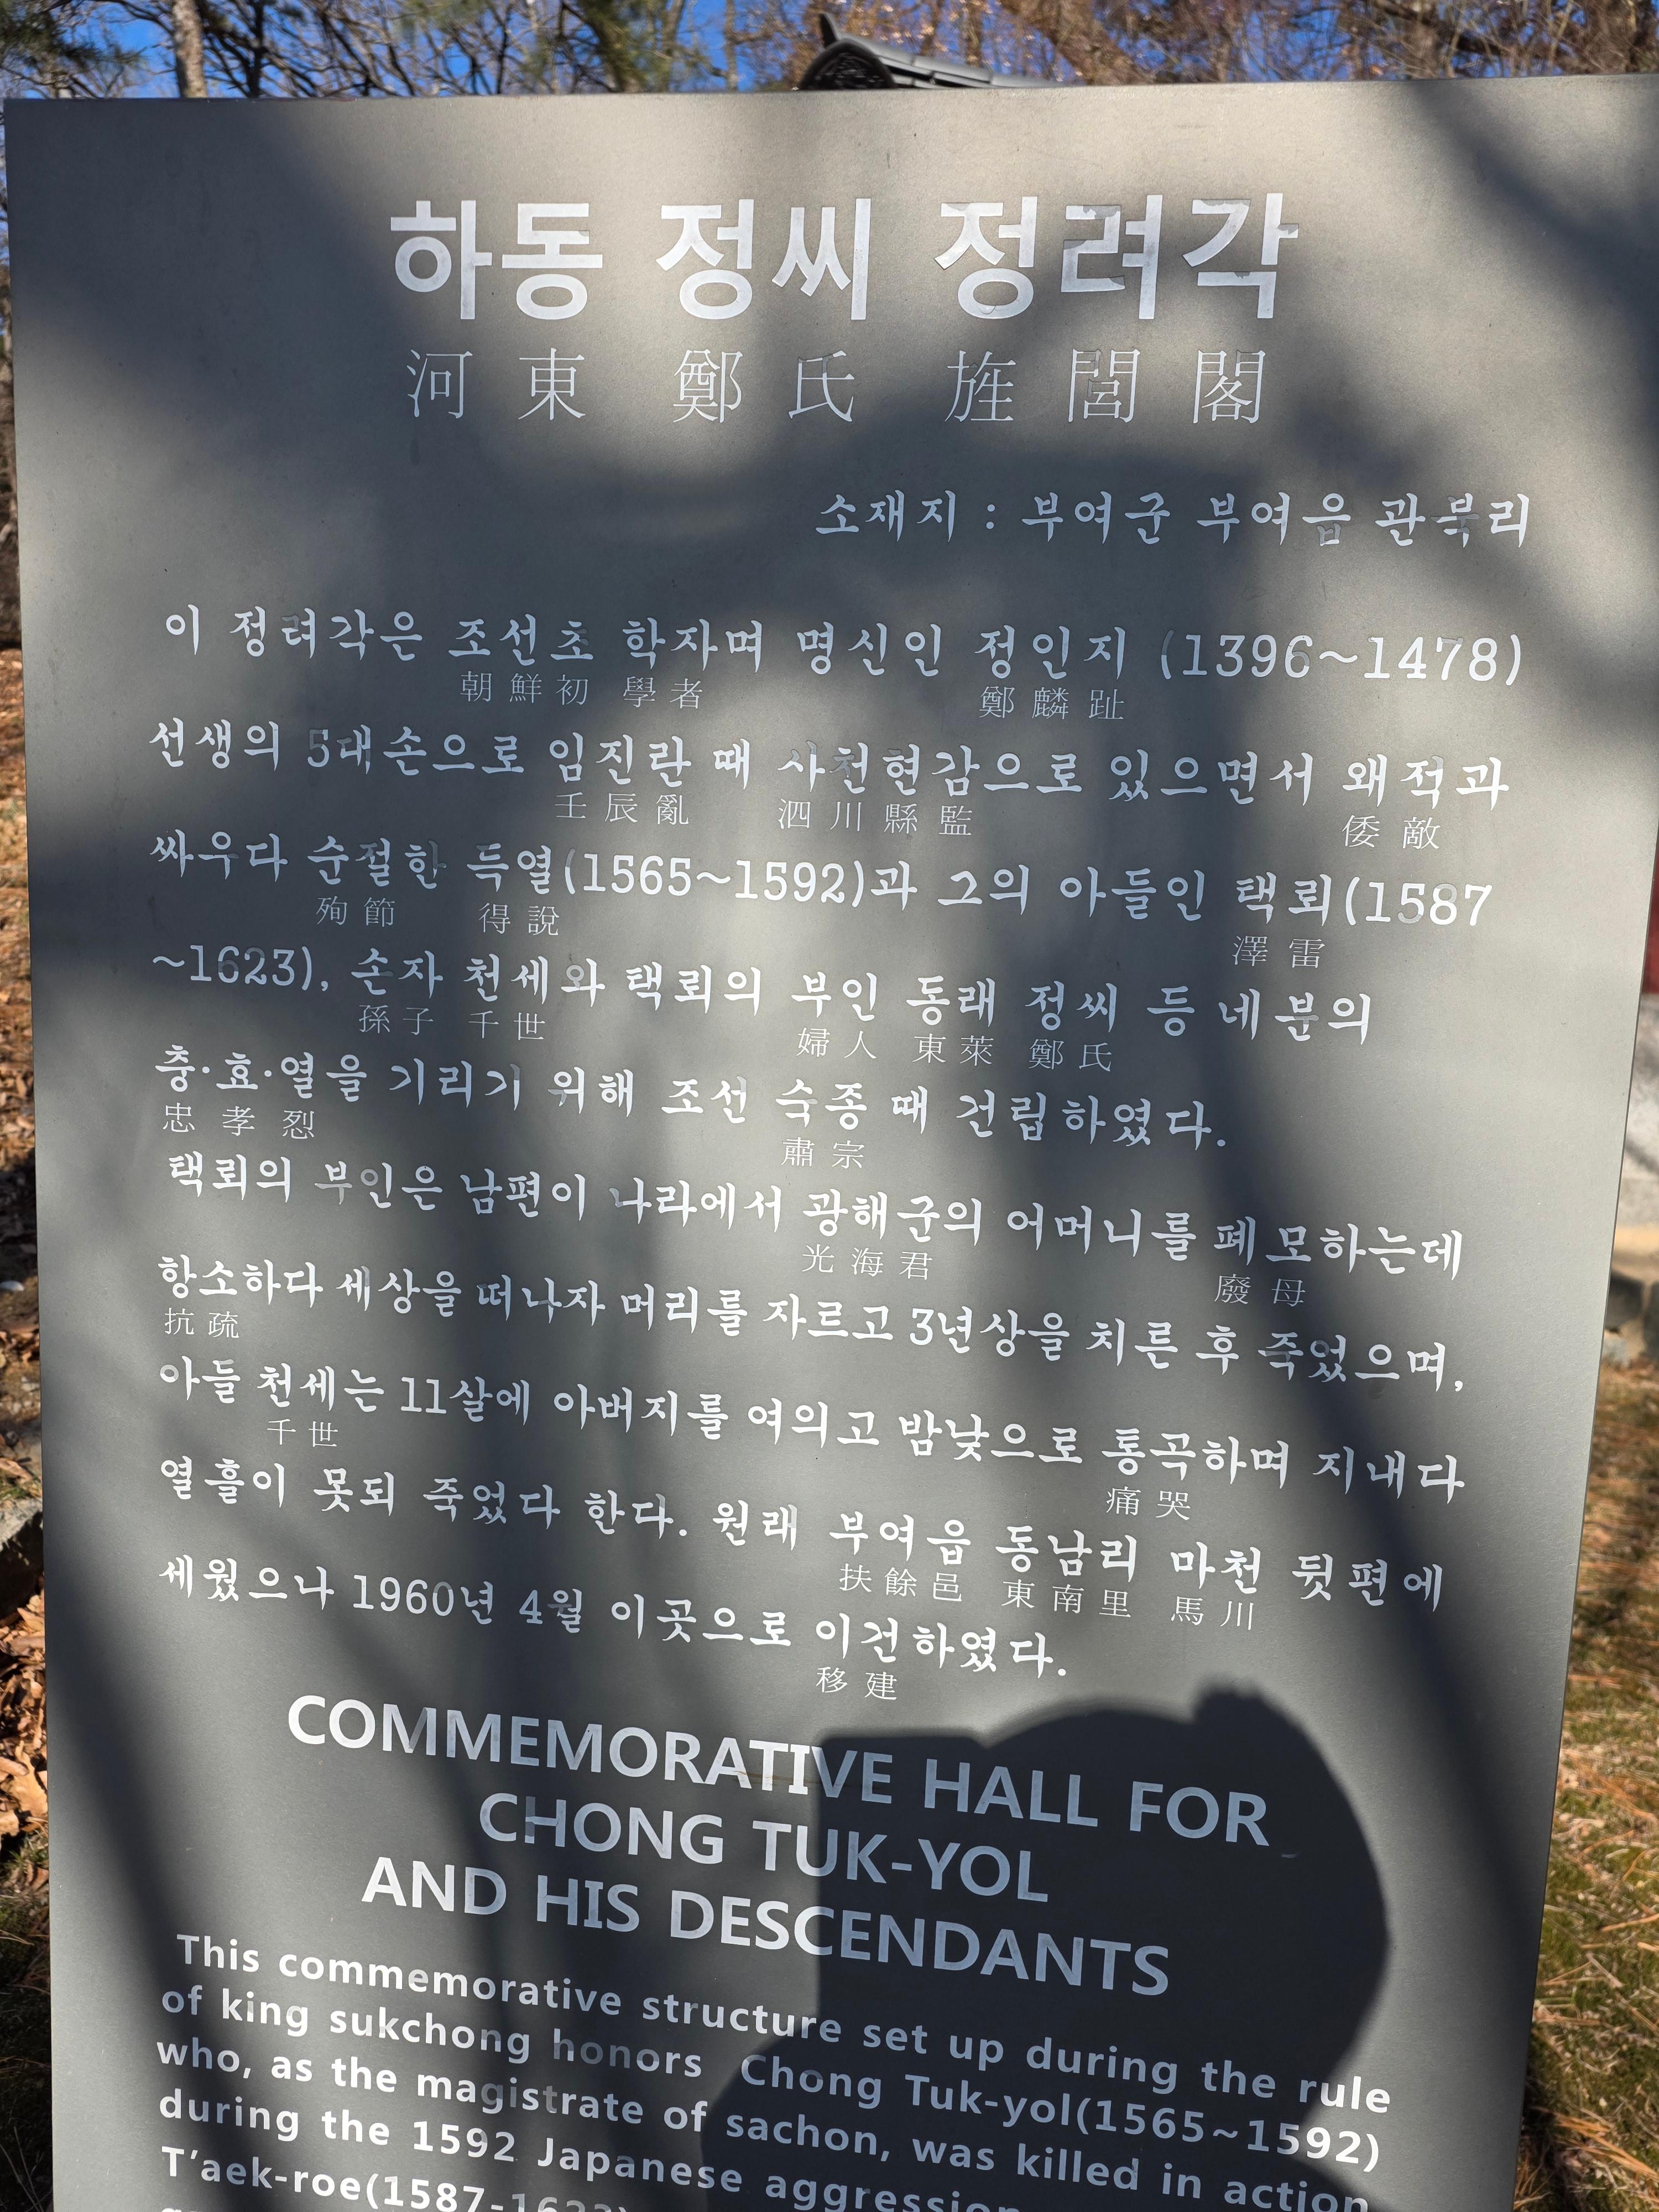 하동 정씨 정려각
河東 鄭氏 旌閭閣
소재지 : 부여군 부여읍 관북리
이 정려각은 조선초 학자며 명신인 정인지 (1396~1478)
朝鮮初 學者 鄭麟趾
선생의 5대손으로 임진란 때 사천현감으로 있으면서 왜적과
壬辰亂 泗川縣監 倭敵
싸우다 순절한 득열(1565~1592)과 그의 아들인 택뢰(1587
殉節 得說 澤雷
~1623), 손자 천세와 택뢰의 부인 동래 정씨 등 네 분의
孫子 千世 婦人 東萊 鄭氏
충·효·열을 기리기 위해 조선 숙종 때 건립하였다.
忠 孝 烈 肅宗
택뢰의 부인은 남편이 나라에서 광해군의 어머니를 폐모하는데
光海君 廢母
항소하다 세상을 떠나자 머리를 자르고 3년상을 치른 후 죽었으며,
抗疏
아들 천세는 11살에 아버지를 여의고 밤낮으로 통곡하며 지내다
千世 痛哭
열흘이 못되 죽었다 한다. 원래 부여읍 동남리 마천 뒷편에
扶餘邑 東南里 馬川
세웠으나 1960년 4월 이곳으로 이건하였다.
移建
COMMEMORATIVE HALL FOR
CHONG TUK-YOL
AND HIS DESCENDANTS
This commemorative structure set up during the rule
of king sukchong honors Chong Tuk-yol(1565~1592)
who, as the magistrate of sachon, was killed in action
during the 1592 Japanese aggression
T'aek-roe(1587-1623)